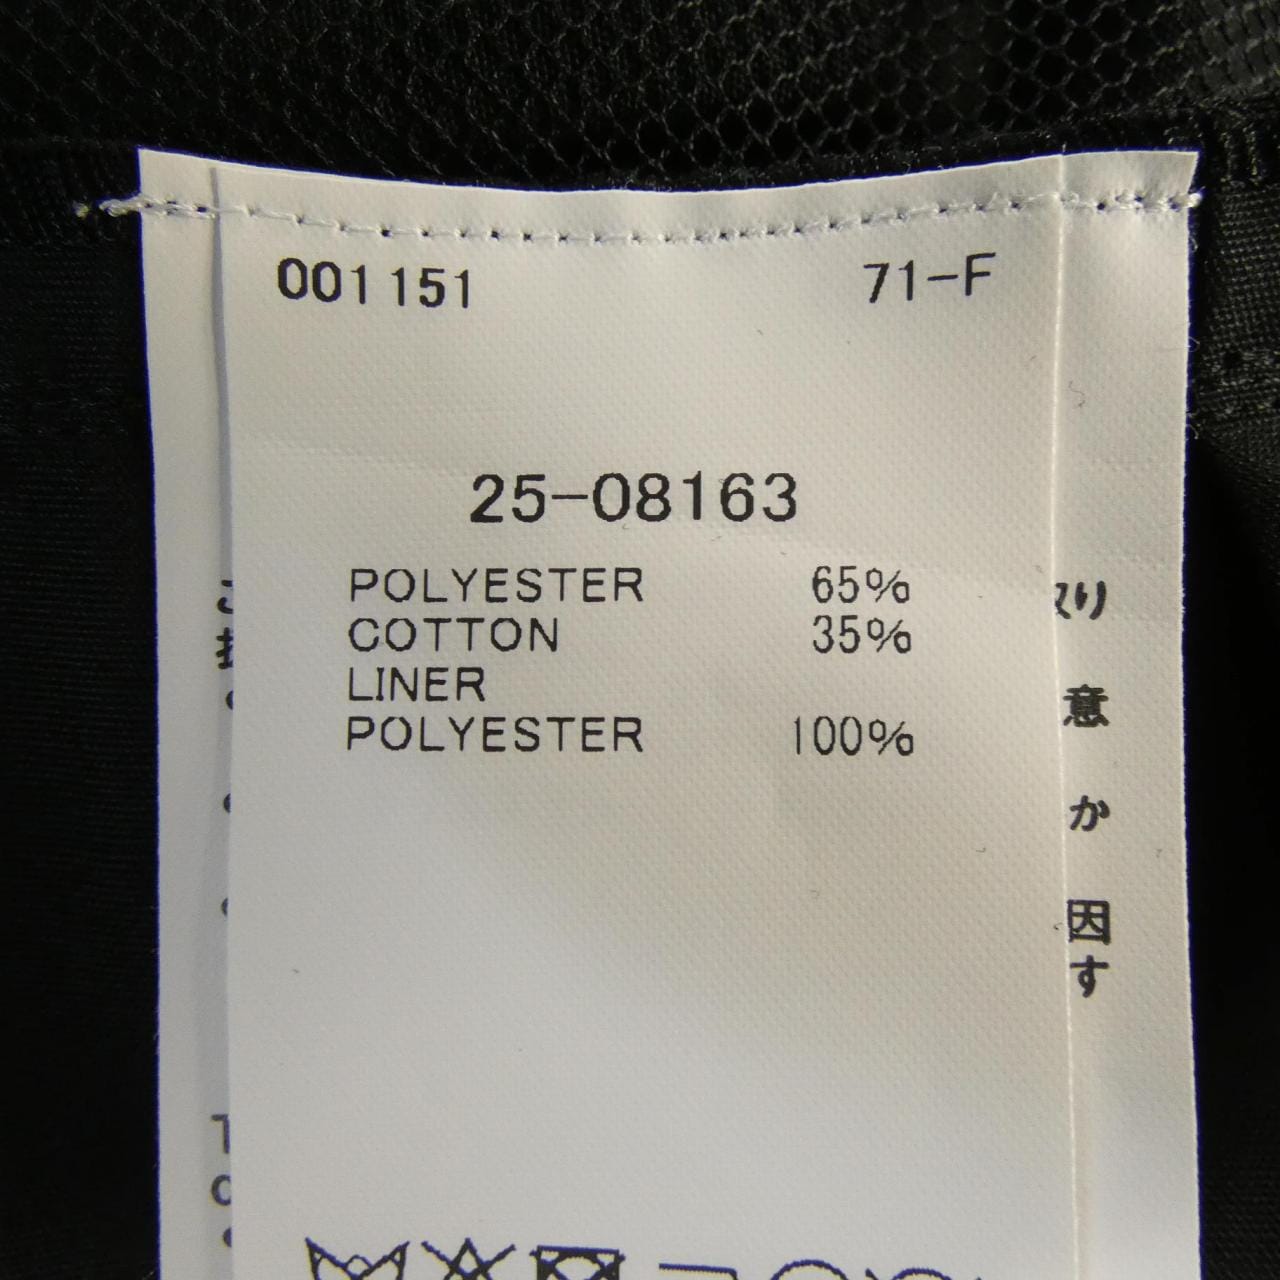 001151 71-F
25-08163
POLYESTER 65%
COTTON 35%
LINER
POLYESTER 100%
り
意
か
因
す